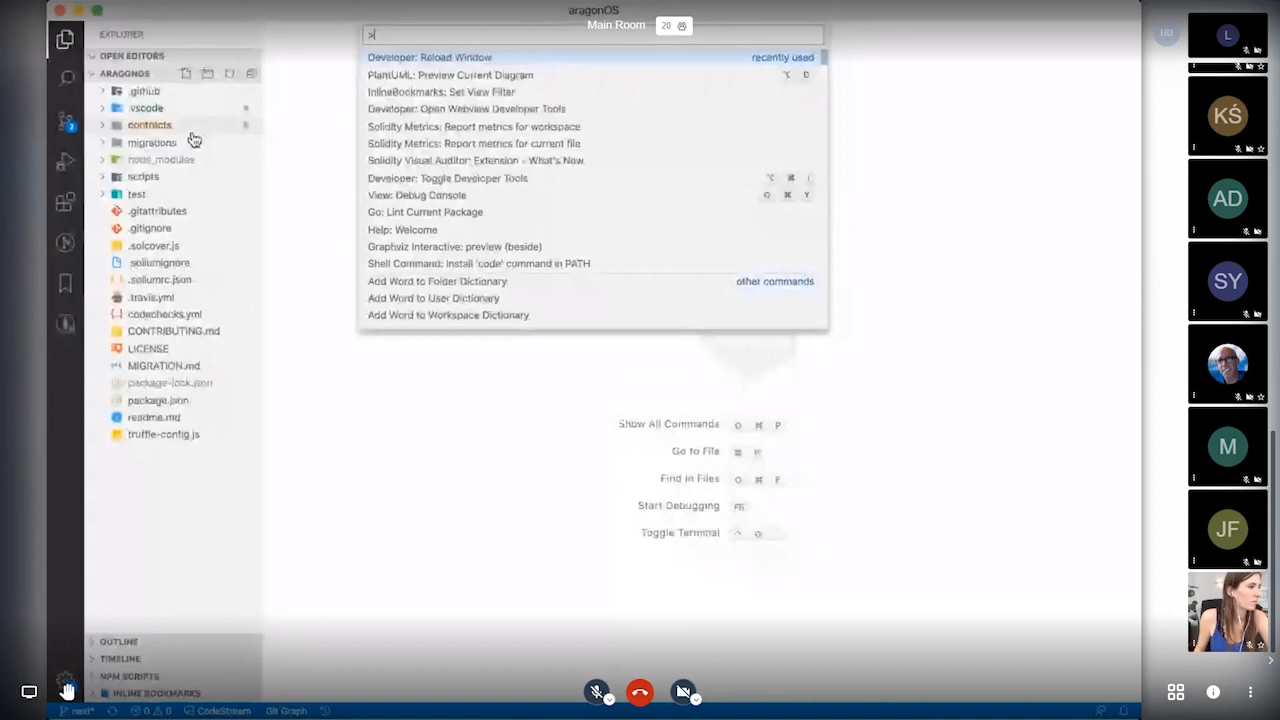 aragonOS
Main Room 20
HD
EXPLORER
OPEN EDITORS
ARAGONOS
.github
.vscode
contracts
migrations
node_modules
scripts
test
.gitattributes
.gitignore
.solcover.js
.soliumignore
.soliumrc.json
.travis.yml
codechecks.yml
CONTRIBUTING.md
LICENSE
MIGRATION.md
package-lock.json
package.json
readme.md
truffle-config.js
OUTLINE
TIMELINE
NPM SCRIPTS
INLINE BOOKMARKS
>
Developer: Reload Window recently used
PlantUML: Preview Current Diagram ⌥ D
InlineBookmarks: Set View Filter
Developer: Open Webview Developer Tools
Solidity Metrics: Report metrics for workspace
Solidity Metrics: Report metrics for current file
Solidity Visual Auditor: Extension - What's New
Developer: Toggle Developer Tools ⌥ ⌘ I
View: Debug Console ⇧ ⌘ Y
Go: Lint Current Package
Help: Welcome
Graphviz Interactive: preview (beside)
Shell Command: Install 'code' command in PATH
Add Word to Folder Dictionary other commands
Add Word to User Dictionary
Add Word to Workspace Dictionary
Show All Commands ⇧ ⌘ P
Go to File ⌘ P
Find in Files ⇧ ⌘ F
Start Debugging F5
Toggle Terminal
next* 0 0 CodeStream Git Graph
L
KŚ
AD
SY
M
JF